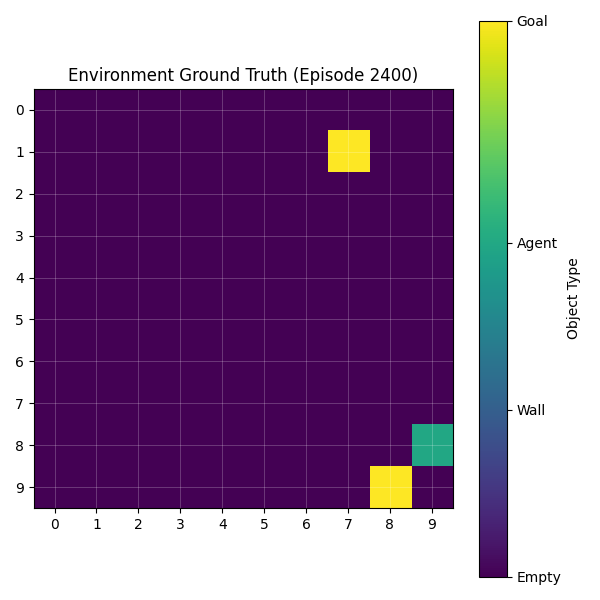 Environment Ground Truth (Episode 2400)
0
1
2
3
4
5
6
7
8
9
0 1 2 3 4 5 6 7 8 9
Goal
Agent
Wall
Empty
Object Type